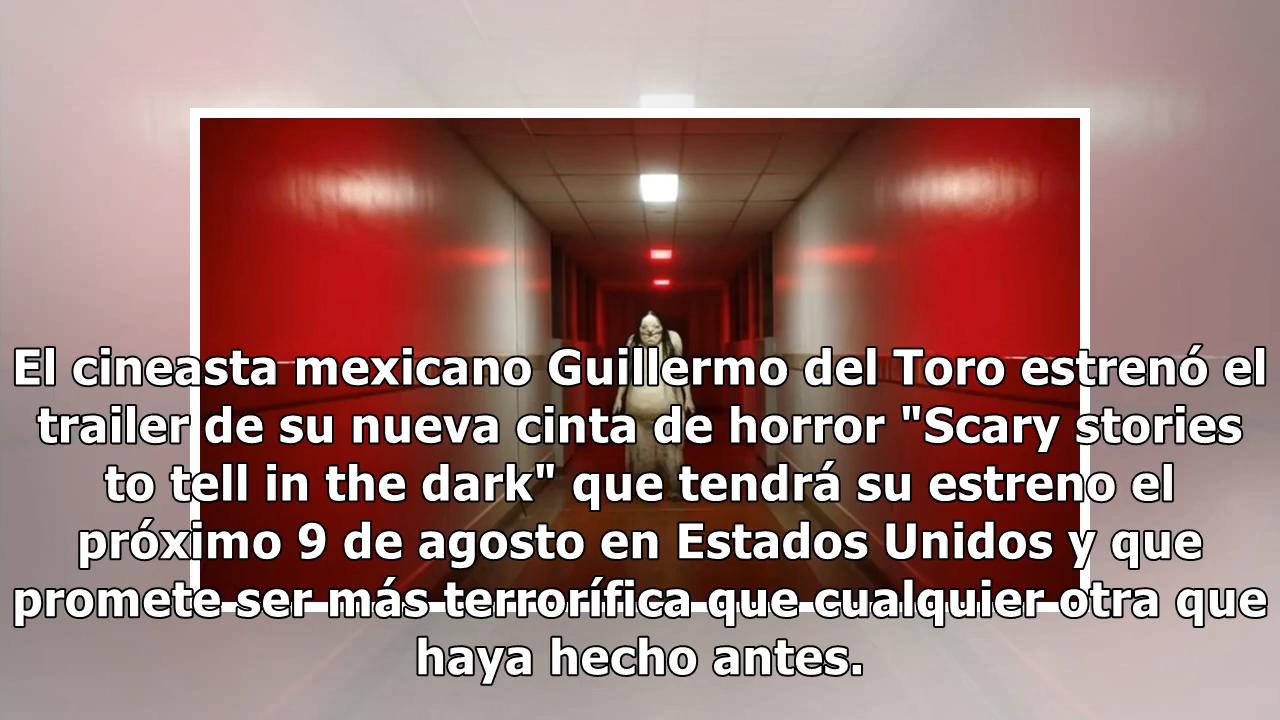 El cineasta mexicano Guillermo del Toro estrenó el
trailer de su nueva cinta de horror "Scary stories
to tell in the dark" que tendrá su estreno el
próximo 9 de agosto en Estados Unidos y que
promete ser más terrorífica que cualquier otra que
haya hecho antes.